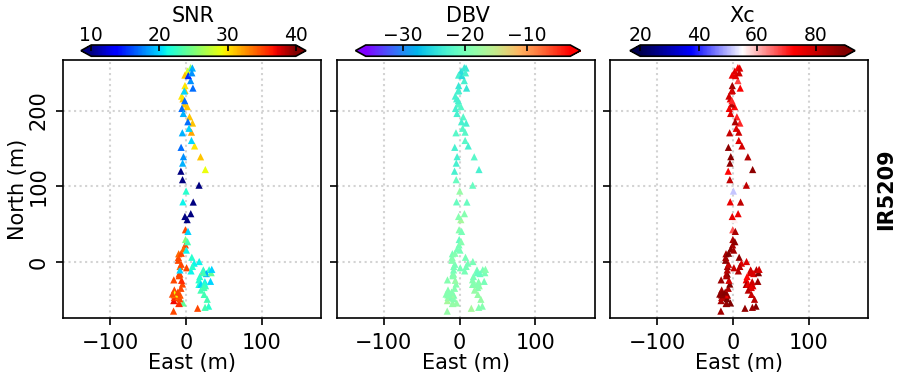 SNR DBV Xc
10 20 30 40 −30 −20 −10 20 40 60 80
200
100
0
North (m)
IR5209
−100 0 100 −100 0 100 −100 0 100
East (m) East (m) East (m)